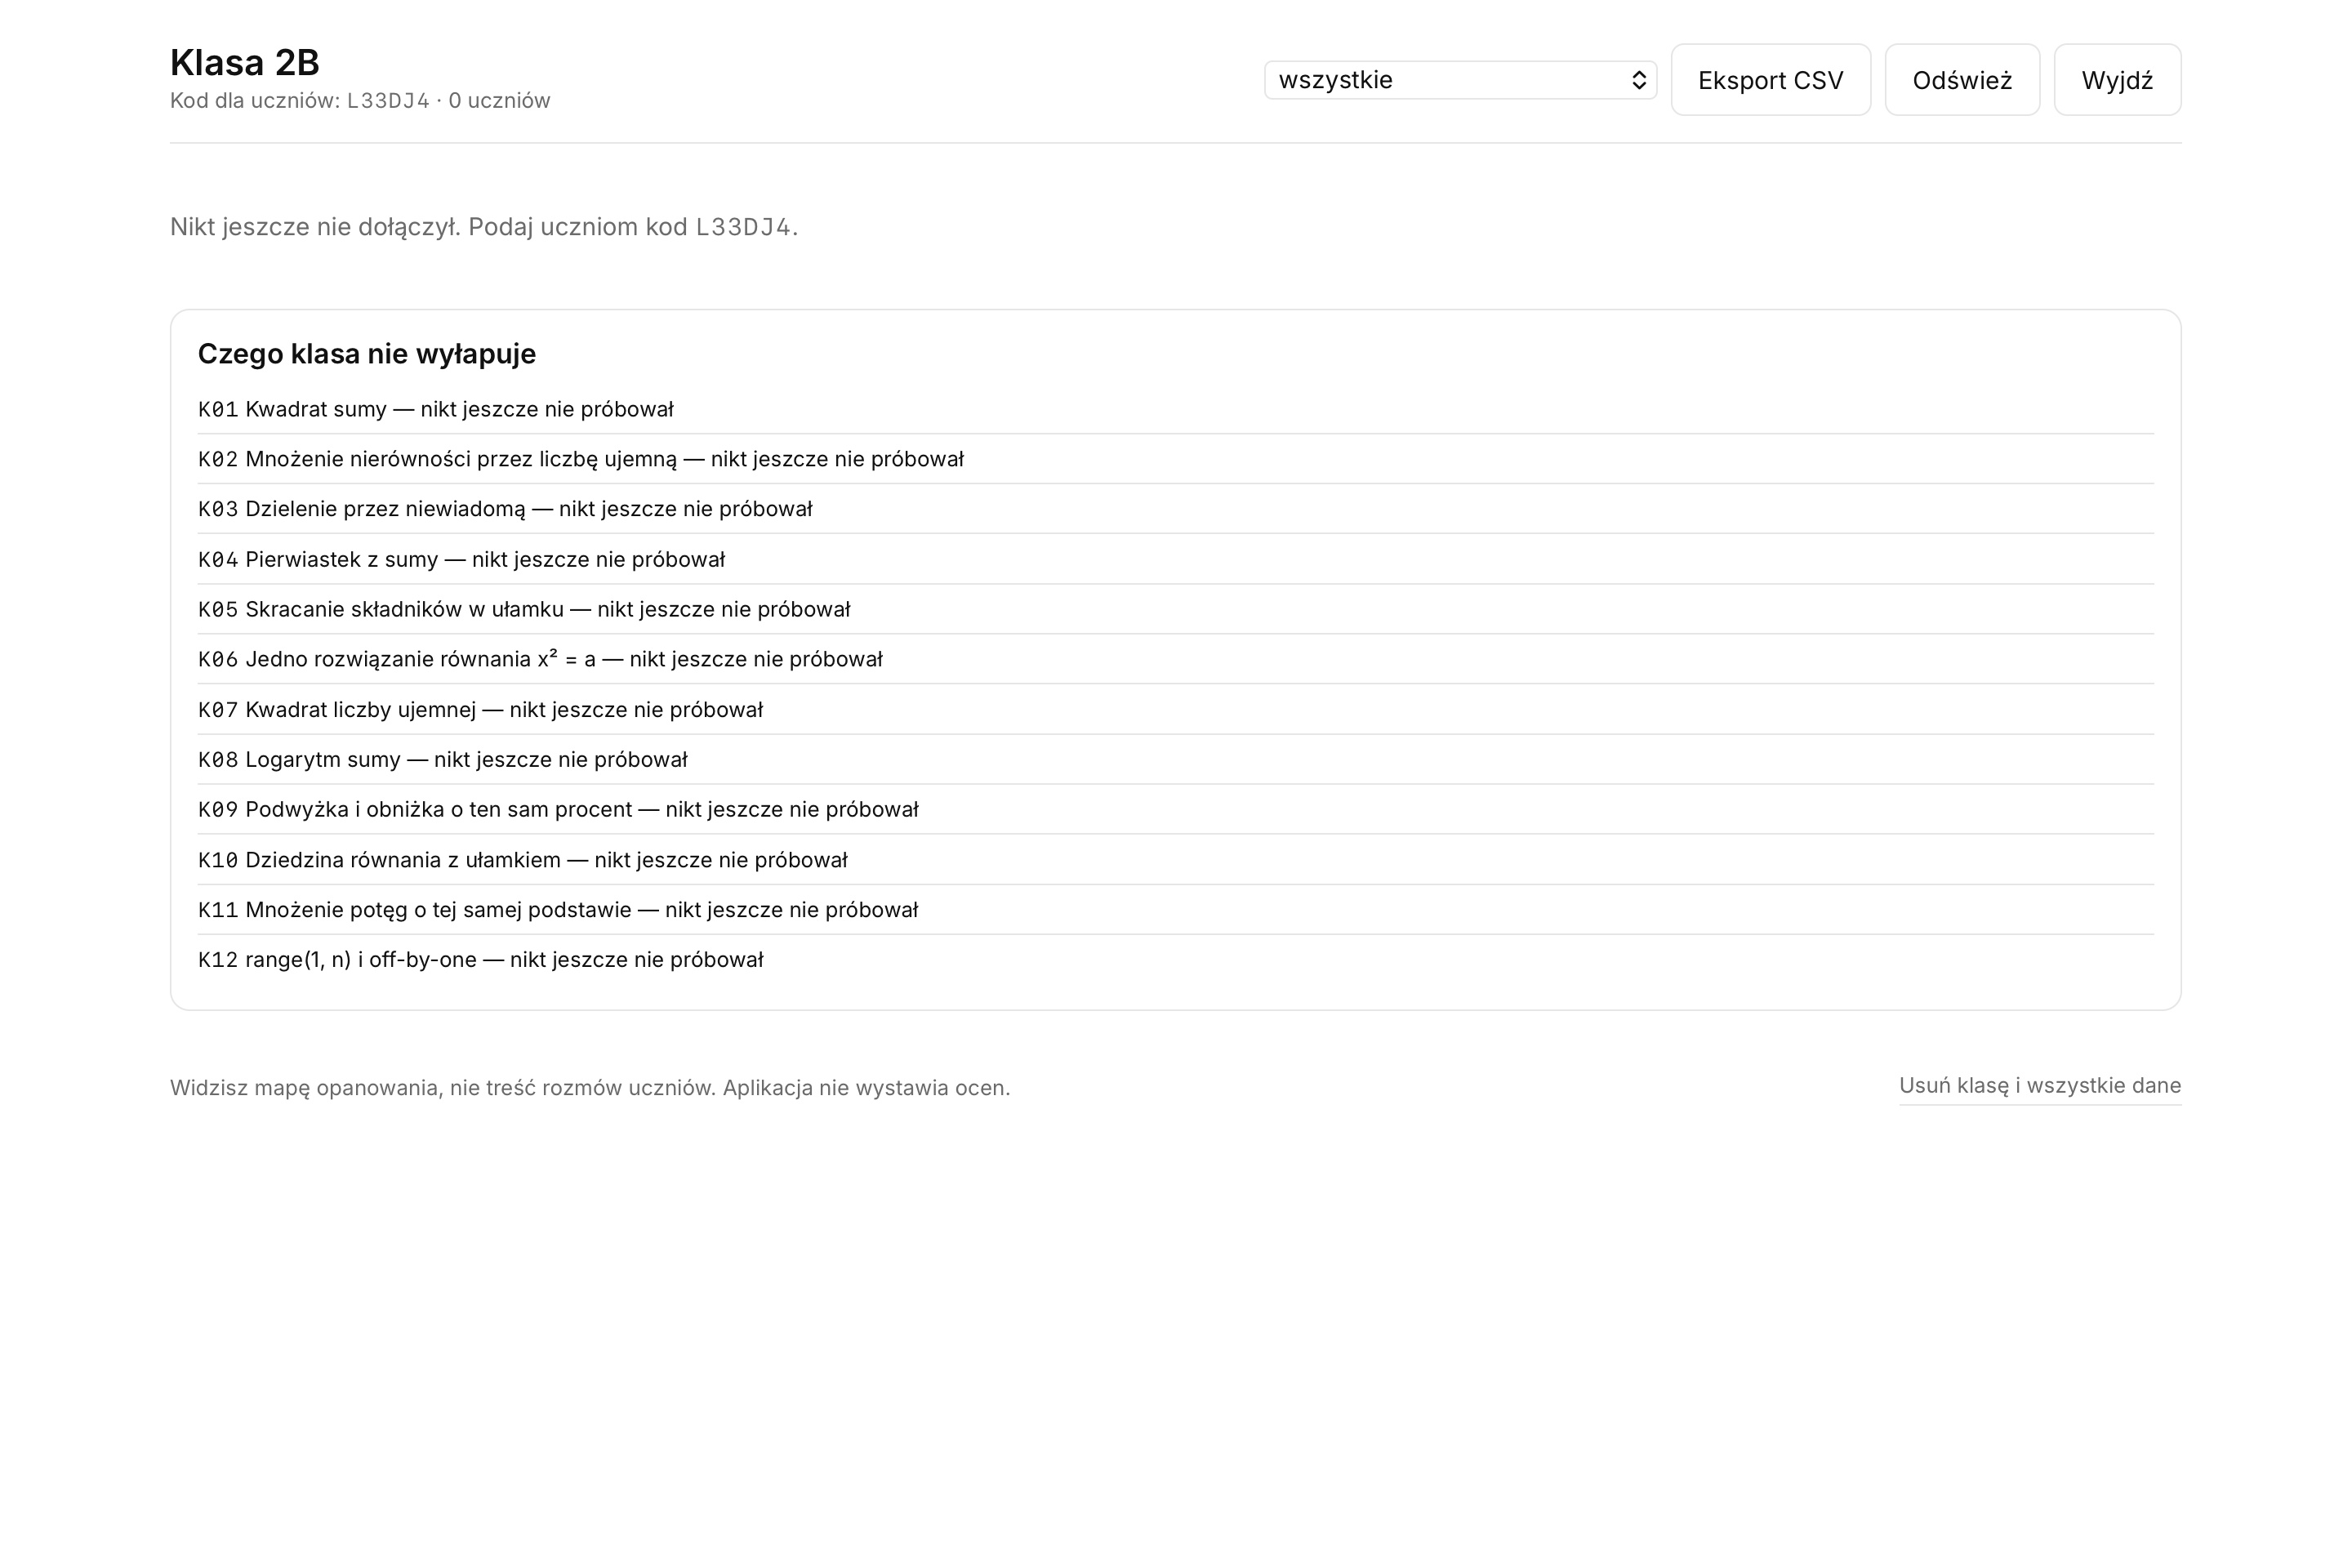 Klasa 2B
Kod dla uczniów: L33DJ4 · 0 uczniów
wszystkie
Eksport CSV
Odśwież
Wyjdź
Nikt jeszcze nie dołączył. Podaj uczniom kod L33DJ4.
Czego klasa nie wyłapuje
K01 Kwadrat sumy — nikt jeszcze nie próbował
K02 Mnożenie nierówności przez liczbę ujemną — nikt jeszcze nie próbował
K03 Dzielenie przez niewiadomą — nikt jeszcze nie próbował
K04 Pierwiastek z sumy — nikt jeszcze nie próbował
K05 Skracanie składników w ułamku — nikt jeszcze nie próbował
K06 Jedno rozwiązanie równania x² = a — nikt jeszcze nie próbował
K07 Kwadrat liczby ujemnej — nikt jeszcze nie próbował
K08 Logarytm sumy — nikt jeszcze nie próbował
K09 Podwyżka i obniżka o ten sam procent — nikt jeszcze nie próbował
K10 Dziedzina równania z ułamkiem — nikt jeszcze nie próbował
K11 Mnożenie potęg o tej samej podstawie — nikt jeszcze nie próbował
K12 range(1, n) i off-by-one — nikt jeszcze nie próbował
Widzisz mapę opanowania, nie treść rozmów uczniów. Aplikacja nie wystawia ocen.
Usuń klasę i wszystkie dane